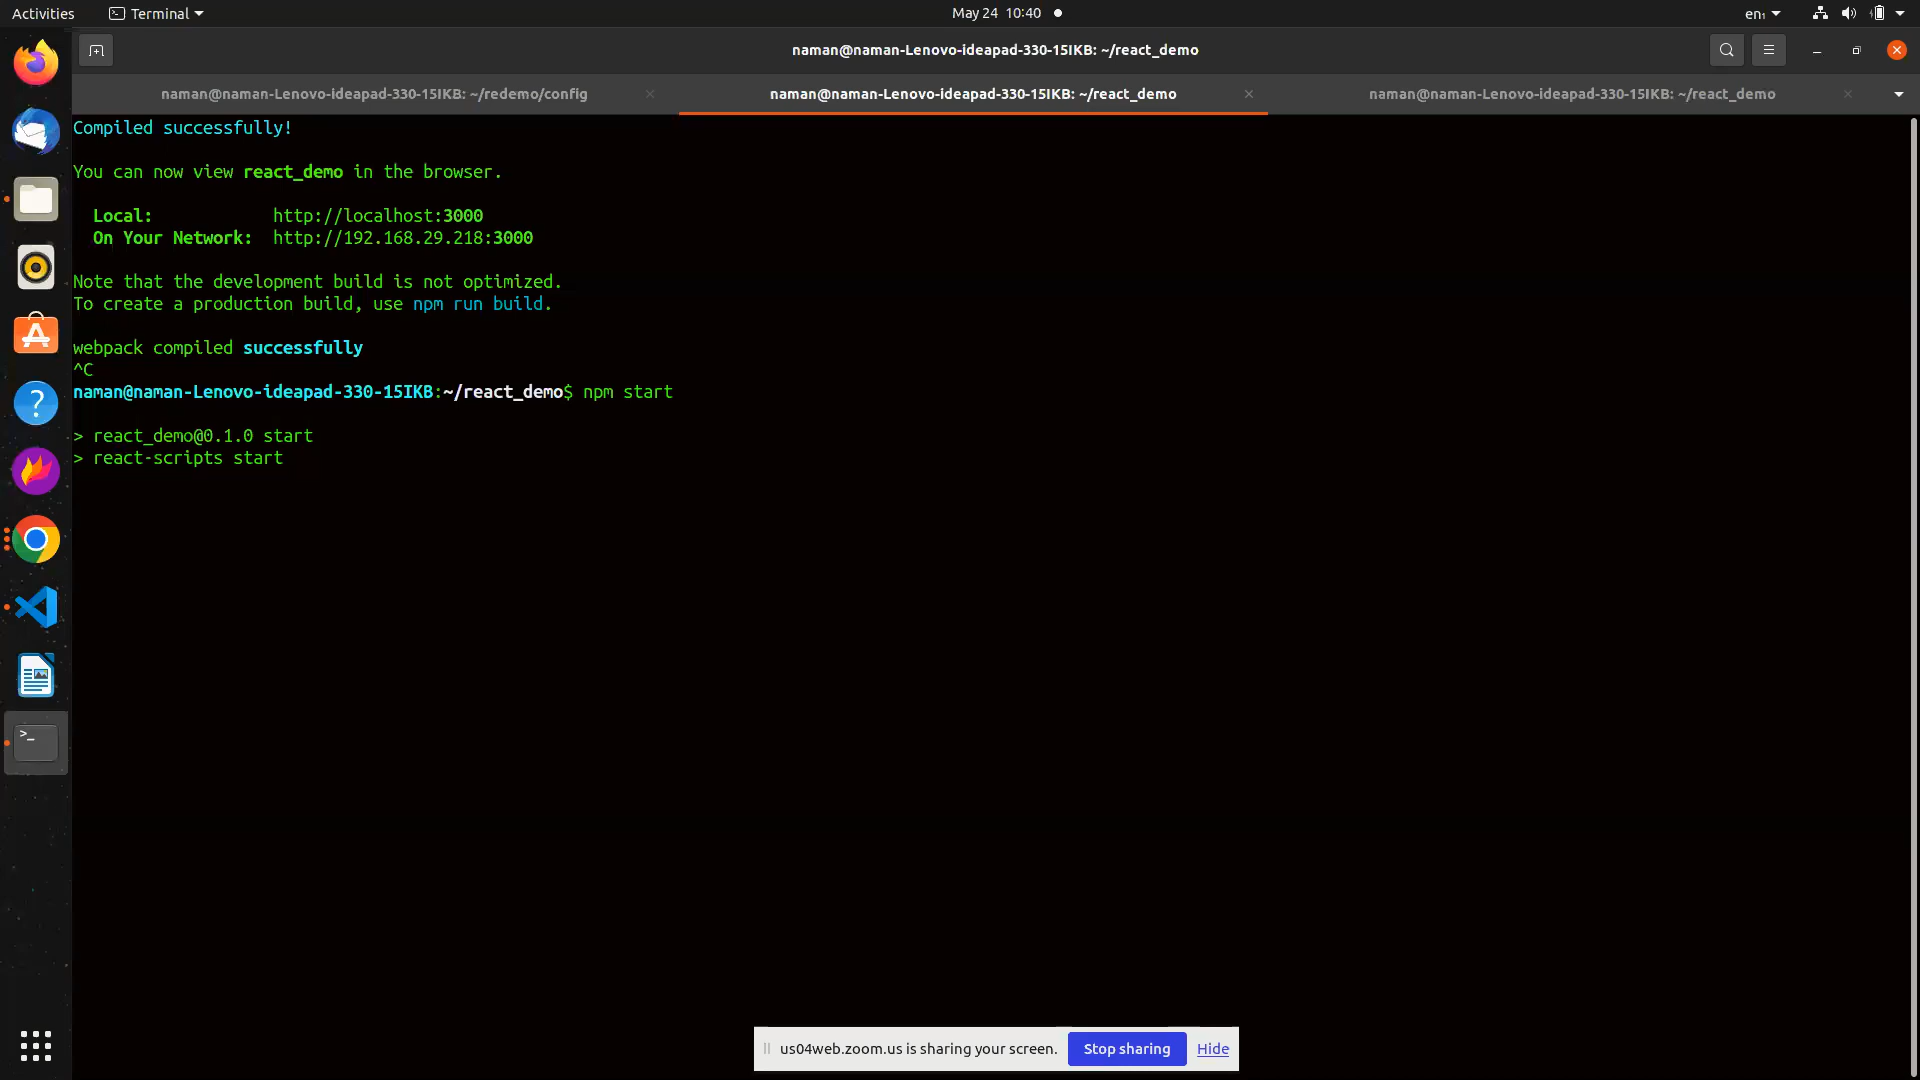 Activities
Terminal
May 24 10:40
en₁
naman@naman-Lenovo-ideapad-330-15IKB: ~/react_demo
naman@naman-Lenovo-ideapad-330-15IKB: ~/redemo/config
naman@naman-Lenovo-ideapad-330-15IKB: ~/react_demo
naman@naman-Lenovo-ideapad-330-15IKB: ~/react_demo
Compiled successfully!
You can now view react_demo in the browser.
Local: http://localhost:3000
On Your Network: http://192.168.29.218:3000
Note that the development build is not optimized.
To create a production build, use npm run build.
webpack compiled successfully
^C
naman@naman-Lenovo-ideapad-330-15IKB:~/react_demo$ npm start
> react_demo@0.1.0 start
> react-scripts start
us04web.zoom.us is sharing your screen. Stop sharing Hide